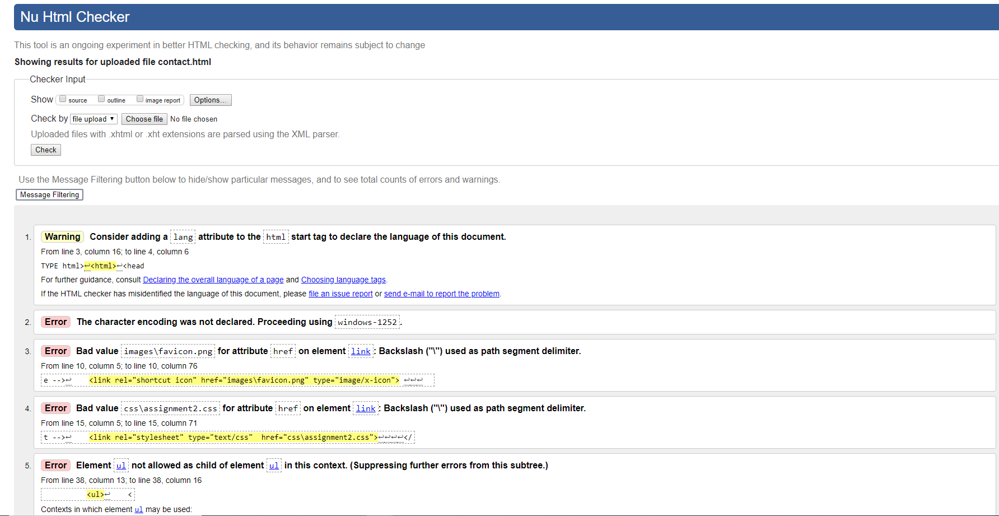 Nu Html Checker
This tool is an ongoing experiment in better HTML checking, and its behavior remains subject to change
Showing results for uploaded file contact.html
Checker Input
Show source outline image report Options...
Check by file upload ▼ Choose file No file chosen
Uploaded files with .xhtml or .xht extensions are parsed using the XML parser.
Check
Use the Message Filtering button below to hide/show particular messages, and to see total counts of errors and warnings.
Message Filtering
1. Warning Consider adding a lang attribute to the html start tag to declare the language of this document.
From line 3, column 16; to line 4, column 6
TYPE html>↩<html>↩<head
For further guidance, consult Declaring the overall language of a page and Choosing language tags.
If the HTML checker has misidentified the language of this document, please file an issue report or send e-mail to report the problem.
2. Error The character encoding was not declared. Proceeding using windows-1252.
3. Error Bad value images\favicon.png for attribute href on element link: Backslash ("\") used as path segment delimiter.
From line 10, column 5; to line 10, column 76
e -->↩    <link rel="shortcut icon" href="images\favicon.png" type="image/x-icon"> ↩↩↩
4. Error Bad value css\assignment2.css for attribute href on element link: Backslash ("\") used as path segment delimiter.
From line 15, column 5; to line 15, column 71
t -->↩    <link rel="stylesheet" type="text/css"  href="css\assignment2.css">↩↩↩↩</
5. Error Element ul not allowed as child of element ul in this context. (Suppressing further errors from this subtree.)
From line 38, column 13; to line 38, column 16
<ul>↩    <
Contexts in which element ul may be used: